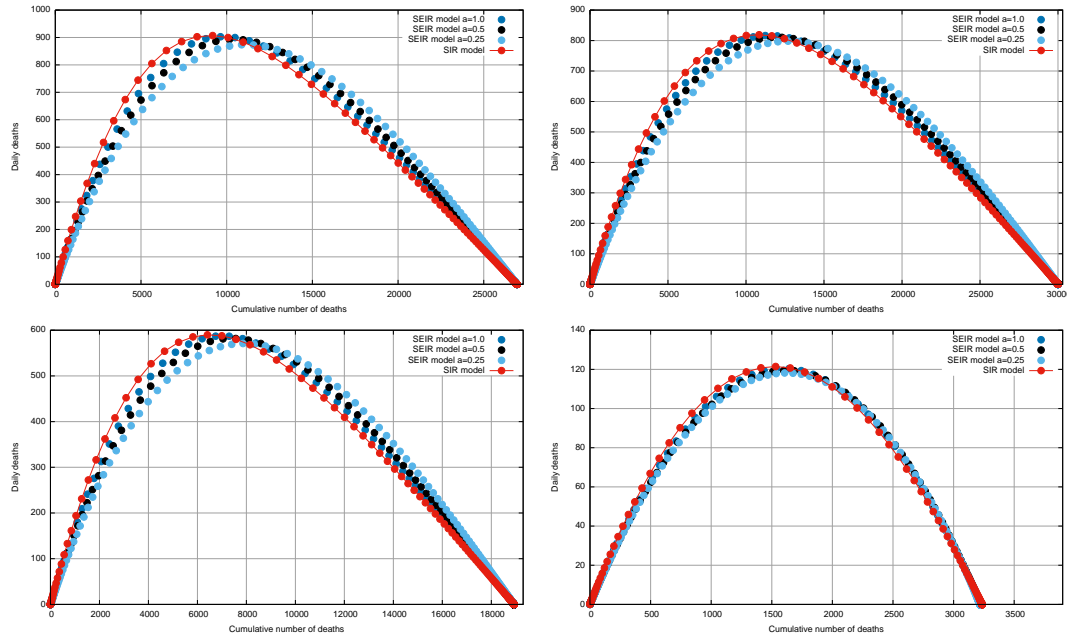 1000
900
800
700
600
500
400
300
200
100
0
Daily deaths
SEIR model a=1.0
SEIR model a=0.5
SEIR model a=0.25
SIR model
0 5000 10000 15000 20000 25000
Cumulative number of deaths
900
800
700
600
500
400
300
200
100
0
Daily deaths
SEIR model a=1.0
SEIR model a=0.5
SEIR model a=0.25
SIR model
0 5000 10000 15000 20000 25000 30000
Cumulative number of deaths
600
500
400
300
200
100
0
Daily deaths
SEIR model a=1.0
SEIR model a=0.5
SEIR model a=0.25
SIR model
0 2000 4000 6000 8000 10000 12000 14000 16000 18000
Cumulative number of deaths
140
120
100
80
60
40
20
0
Daily deaths
SEIR model a=1.0
SEIR model a=0.5
SEIR model a=0.25
SIR model
0 500 1000 1500 2000 2500 3000 3500
Cumulative number of deaths